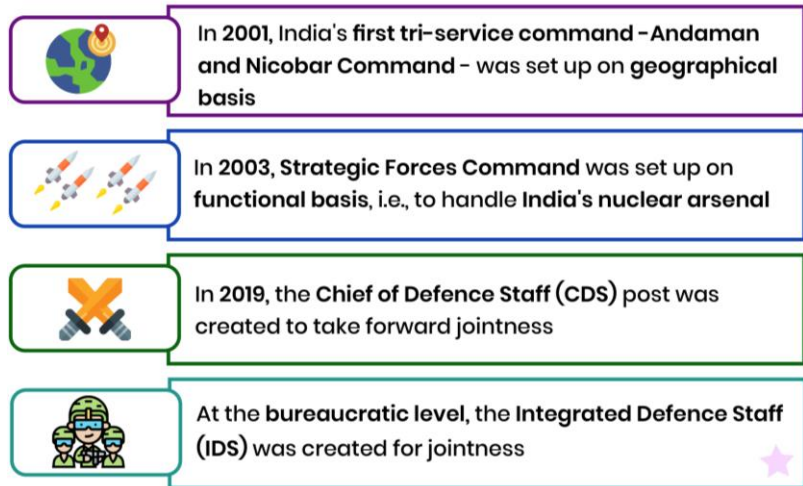 In 2001, India's first tri-service command -Andaman
and Nicobar Command - was set up on geographical
basis
In 2003, Strategic Forces Command was set up on
functional basis, i.e., to handle India's nuclear arsenal
In 2019, the Chief of Defence Staff (CDS) post was
created to take forward jointness
At the bureaucratic level, the Integrated Defence Staff
(IDS) was created for jointness